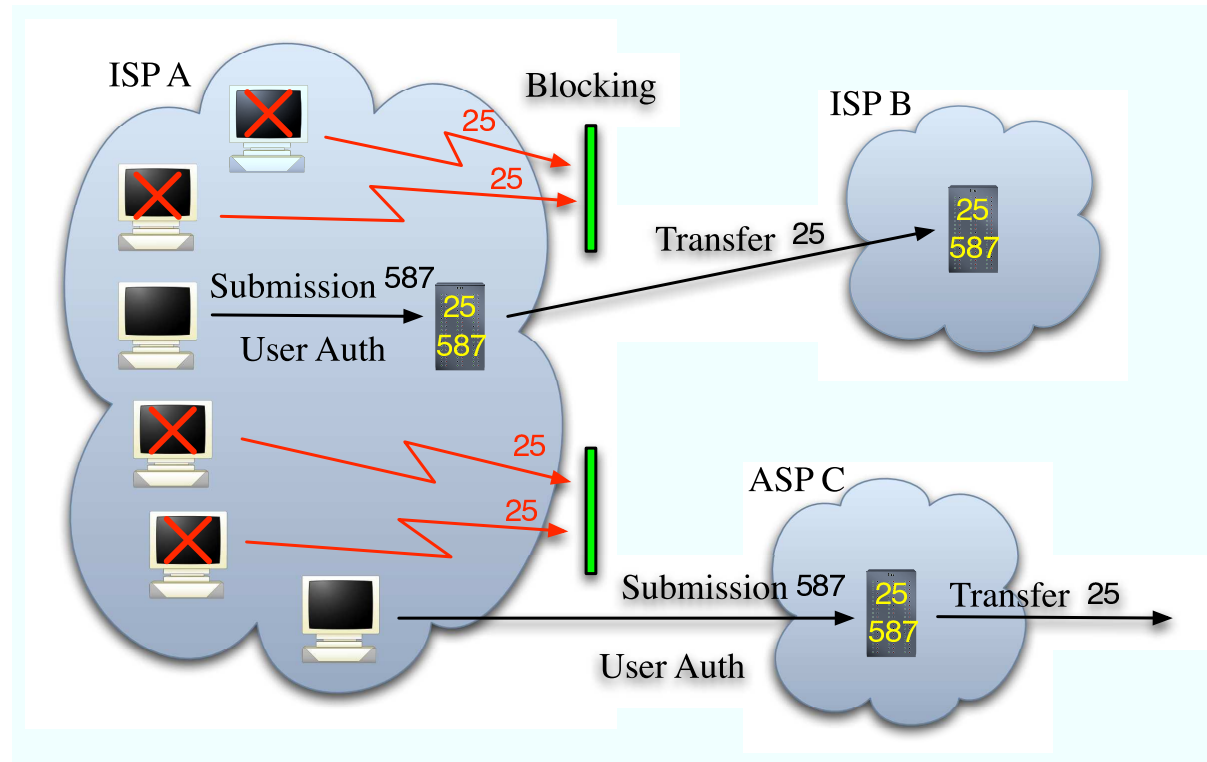 ISP A
Blocking
ISP B
25
25
25
587
Transfer 25
Submission 587
25
587
User Auth
25
25
ASP C
Submission 587
25
587
Transfer 25
User Auth